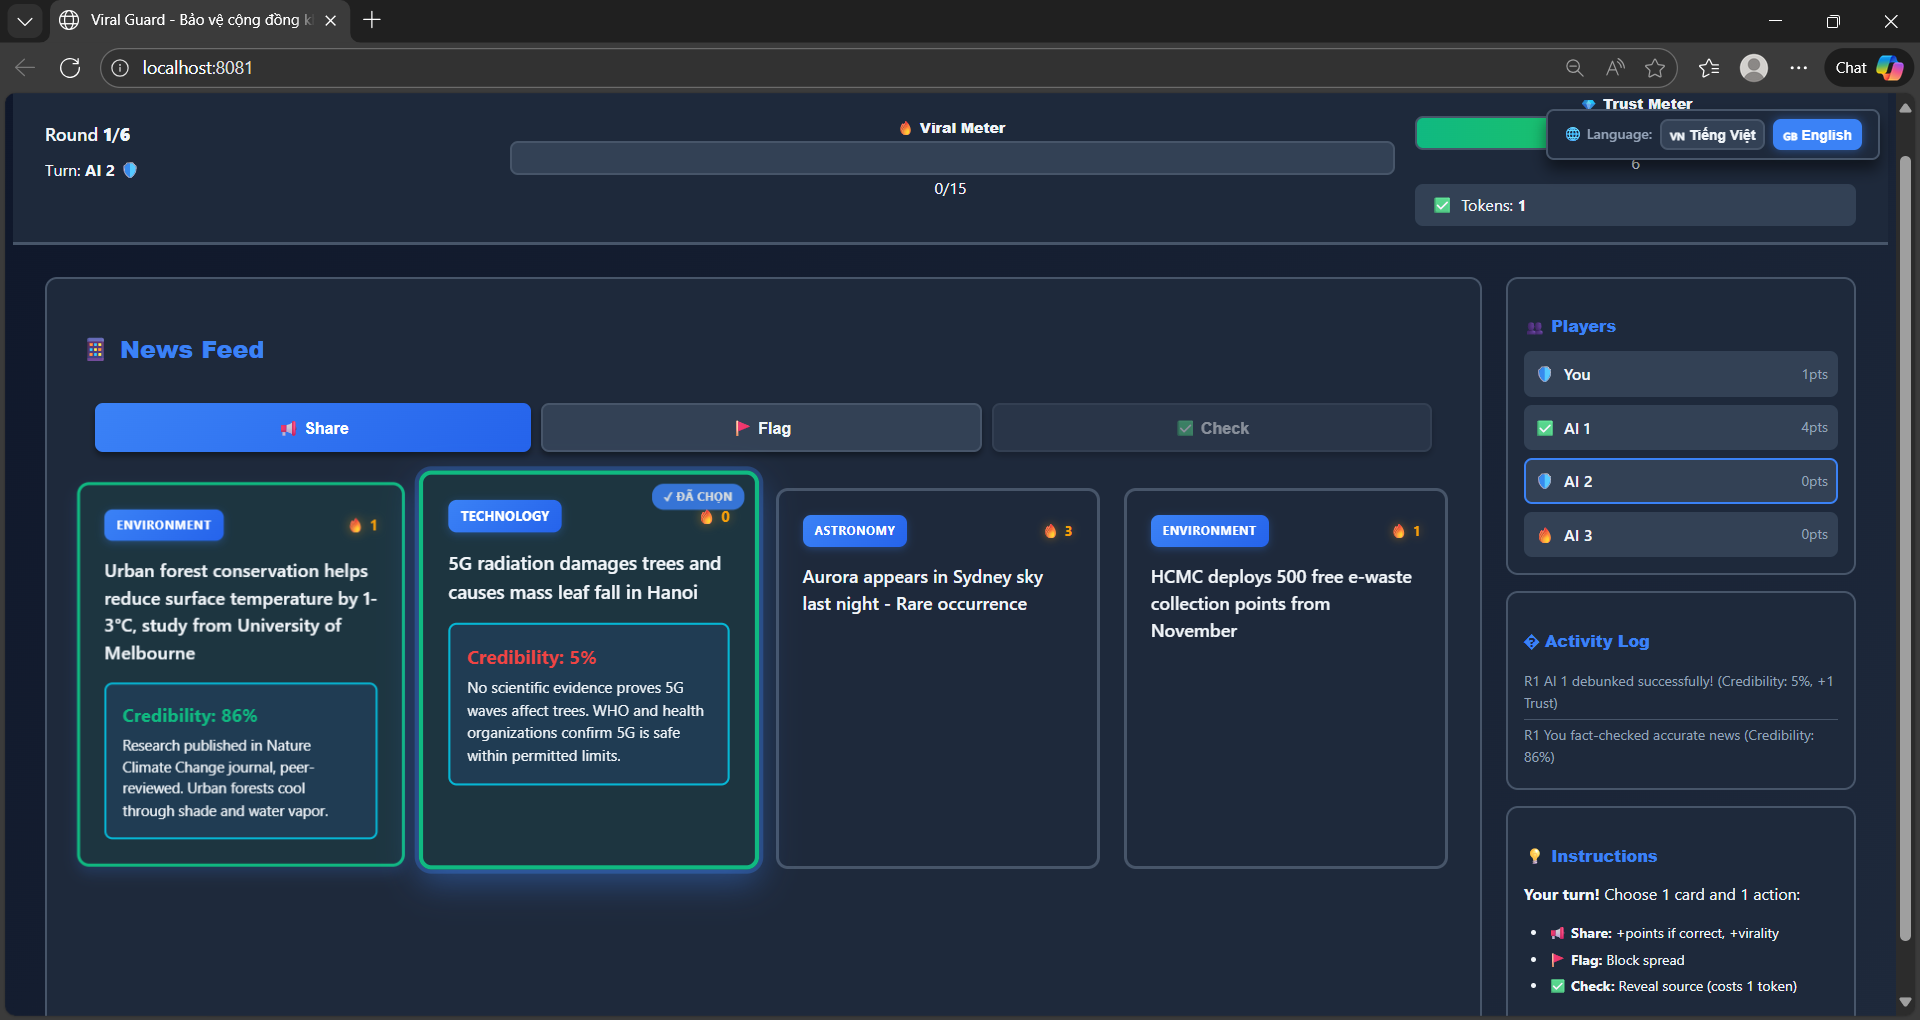 Viral Guard - Bảo vệ cộng đồng k
localhost:8081
Chat
Round 1/6
Turn: AI 2
Viral Meter
0/15
Trust Meter
6
Language:
VN Tiếng Việt
GB English
Tokens: 1
News Feed
Share
Flag
Check
ENVIRONMENT
1
Urban forest conservation helps
reduce surface temperature by 1-
3°C, study from University of
Melbourne
Credibility: 86%
Research published in Nature
Climate Change journal, peer-
reviewed. Urban forests cool
through shade and water vapor.
✓ ĐÃ CHỌN
TECHNOLOGY
0
5G radiation damages trees and
causes mass leaf fall in Hanoi
Credibility: 5%
No scientific evidence proves 5G
waves affect trees. WHO and health
organizations confirm 5G is safe
within permitted limits.
ASTRONOMY
3
Aurora appears in Sydney sky
last night - Rare occurrence
ENVIRONMENT
1
HCMC deploys 500 free e-waste
collection points from
November
Players
You 1pts
AI 1 4pts
AI 2 0pts
AI 3 0pts
Activity Log
R1 AI 1 debunked successfully! (Credibility: 5%, +1
Trust)
R1 You fact-checked accurate news (Credibility:
86%)
Instructions
Your turn! Choose 1 card and 1 action:
• Share: +points if correct, +virality
• Flag: Block spread
• Check: Reveal source (costs 1 token)